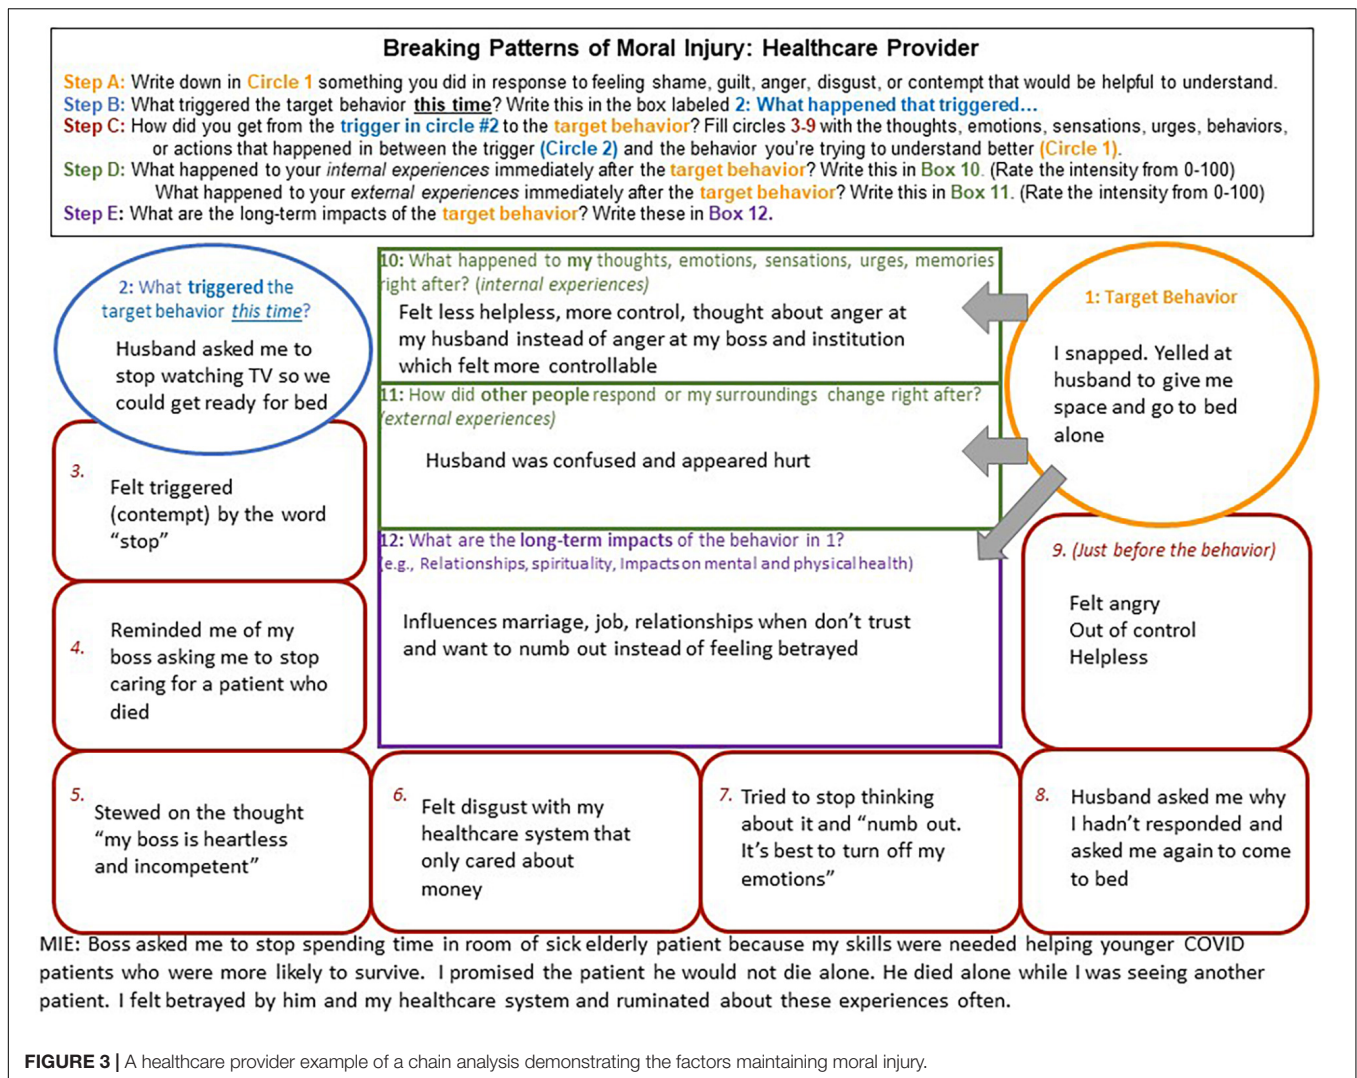 Breaking Patterns of Moral Injury: Healthcare Provider
Step A: Write down in Circle 1 something you did in response to feeling shame, guilt, anger, disgust, or contempt that would be helpful to understand.
Step B: What triggered the target behavior this time? Write this in the box labeled 2: What happened that triggered...
Step C: How did you get from the trigger in circle #2 to the target behavior? Fill circles 3-9 with the thoughts, emotions, sensations, urges, behaviors,
or actions that happened in between the trigger (Circle 2) and the behavior you're trying to understand better (Circle 1).
Step D: What happened to your internal experiences immediately after the target behavior? Write this in Box 10. (Rate the intensity from 0-100)
What happened to your external experiences immediately after the target behavior? Write this in Box 11. (Rate the intensity from 0-100)
Step E: What are the long-term impacts of the target behavior? Write these in Box 12.
2: What triggered the
target behavior this time?
Husband asked me to
stop watching TV so we
could get ready for bed
10: What happened to my thoughts, emotions, sensations, urges, memories
right after? (internal experiences)
Felt less helpless, more control, thought about anger at
my husband instead of anger at my boss and institution
which felt more controllable
1: Target Behavior
I snapped. Yelled at
husband to give me
space and go to bed
alone
11: How did other people respond or my surroundings change right after?
(external experiences)
Husband was confused and appeared hurt
3.
Felt triggered
(contempt) by the word
“stop”
12: What are the long-term impacts of the behavior in 1?
(e.g., Relationships, spirituality, Impacts on mental and physical health)
Influences marriage, job, relationships when don't trust
and want to numb out instead of feeling betrayed
9. (Just before the behavior)
Felt angry
Out of control
Helpless
4.
Reminded me of my
boss asking me to stop
caring for a patient who
died
5.
Stewed on the thought
“my boss is heartless
and incompetent”
6.
Felt disgust with my
healthcare system that
only cared about
money
7.
Tried to stop thinking
about it and “numb out.
It's best to turn off my
emotions”
8.
Husband asked me why
I hadn't responded and
asked me again to come
to bed
MIE: Boss asked me to stop spending time in room of sick elderly patient because my skills were needed helping younger COVID
patients who were more likely to survive. I promised the patient he would not die alone. He died alone while I was seeing another
patient. I felt betrayed by him and my healthcare system and ruminated about these experiences often.
FIGURE 3 | A healthcare provider example of a chain analysis demonstrating the factors maintaining moral injury.